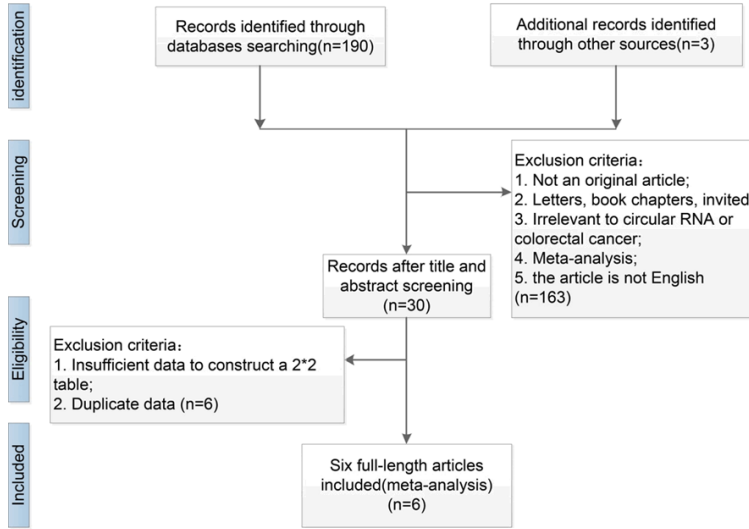 identification
Records identified through
databases searching(n=190)
Additional records identified
through other sources(n=3)
Screening
Exclusion criteria:
1. Not an original article;
2. Letters, book chapters, invited
3. Irrelevant to circular RNA or
colorectal cancer;
4. Meta-analysis;
5. the article is not English
(n=163)
Records after title and
abstract screening
(n=30)
Eligibility
Exclusion criteria:
1. Insufficient data to construct a 2*2
table;
2. Duplicate data (n=6)
Included
Six full-length articles
included(meta-analysis)
(n=6)